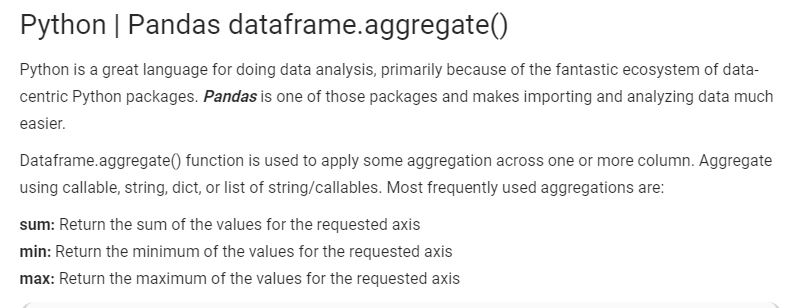 Python | Pandas dataframe.aggregate()
Python is a great language for doing data analysis, primarily because of the fantastic ecosystem of data-
centric Python packages. Pandas is one of those packages and makes importing and analyzing data much
easier.
Dataframe.aggregate() function is used to apply some aggregation across one or more column. Aggregate
using callable, string, dict, or list of string/callables. Most frequently used aggregations are:
sum: Return the sum of the values for the requested axis
min: Return the minimum of the values for the requested axis
max: Return the maximum of the values for the requested axis